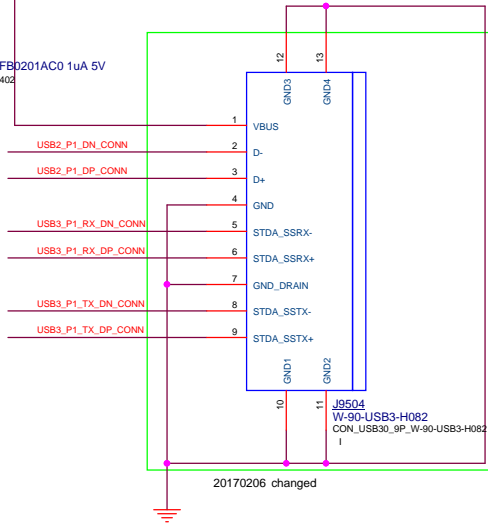 12
13
GND3
GND4
FB0201AC0 1uA 5V
402
1
VBUS
USB2_P1_DN_CONN
2
D-
USB2_P1_DP_CONN
3
D+
4
GND
USB3_P1_RX_DN_CONN
5
STDA_SSRX-
USB3_P1_RX_DP_CONN
6
STDA_SSRX+
7
GND_DRAIN
USB3_P1_TX_DN_CONN
8
STDA_SSTX-
USB3_P1_TX_DP_CONN
9
STDA_SSTX+
GND1
GND2
10
11
J9504
W-90-USB3-H082
CON_USB30_9P_W-90-USB3-H082
I
20170206 changed